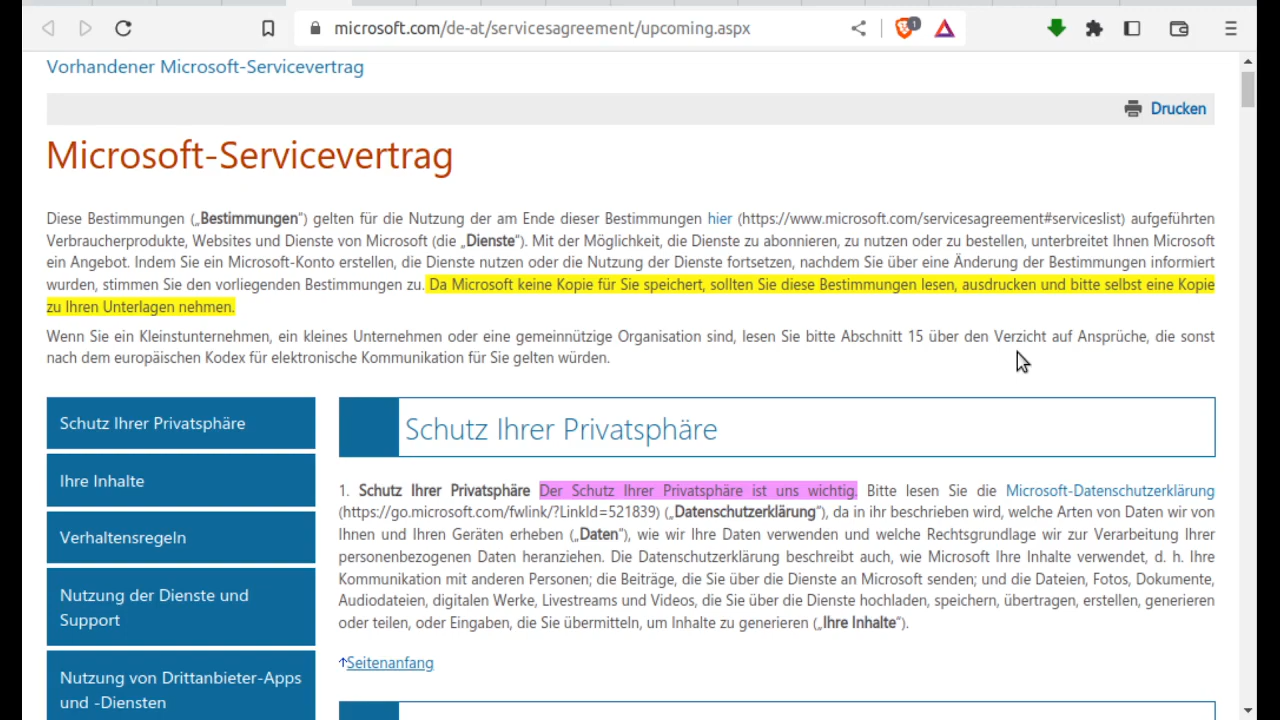 microsoft.com/de-at/servicesagreement/upcoming.aspx
1
Vorhandener Microsoft-Servicevertrag
Drucken
Microsoft-Servicevertrag
Diese Bestimmungen („Bestimmungen“) gelten für die Nutzung der am Ende dieser Bestimmungen hier (https://www.microsoft.com/servicesagreement#serviceslist) aufgeführten
Verbraucherprodukte, Websites und Dienste von Microsoft (die „Dienste“). Mit der Möglichkeit, die Dienste zu abonnieren, zu nutzen oder zu bestellen, unterbreitet Ihnen Microsoft
ein Angebot. Indem Sie ein Microsoft-Konto erstellen, die Dienste nutzen oder die Nutzung der Dienste fortsetzen, nachdem Sie über eine Änderung der Bestimmungen informiert
wurden, stimmen Sie den vorliegenden Bestimmungen zu. Da Microsoft keine Kopie für Sie speichert, sollten Sie diese Bestimmungen lesen, ausdrucken und bitte selbst eine Kopie
zu Ihren Unterlagen nehmen.
Wenn Sie ein Kleinstunternehmen, ein kleines Unternehmen oder eine gemeinnützige Organisation sind, lesen Sie bitte Abschnitt 15 über den Verzicht auf Ansprüche, die sonst
nach dem europäischen Kodex für elektronische Kommunikation für Sie gelten würden.
Schutz Ihrer Privatsphäre
Ihre Inhalte
Verhaltensregeln
Nutzung der Dienste und
Support
Nutzung von Drittanbieter-Apps
und -Diensten
Schutz Ihrer Privatsphäre
1. Schutz Ihrer Privatsphäre Der Schutz Ihrer Privatsphäre ist uns wichtig. Bitte lesen Sie die Microsoft-Datenschutzerklärung
(https://go.microsoft.com/fwlink/?LinkId=521839) („Datenschutzerklärung“), da in ihr beschrieben wird, welche Arten von Daten wir von
Ihnen und Ihren Geräten erheben („Daten“), wie wir Ihre Daten verwenden und welche Rechtsgrundlage wir zur Verarbeitung Ihrer
personenbezogenen Daten heranziehen. Die Datenschutzerklärung beschreibt auch, wie Microsoft Ihre Inhalte verwendet, d. h. Ihre
Kommunikation mit anderen Personen; die Beiträge, die Sie über die Dienste an Microsoft senden; und die Dateien, Fotos, Dokumente,
Audiodateien, digitalen Werke, Livestreams und Videos, die Sie über die Dienste hochladen, speichern, übertragen, erstellen, generieren
oder teilen, oder Eingaben, die Sie übermitteln, um Inhalte zu generieren („Ihre Inhalte“).
↑Seitenanfang